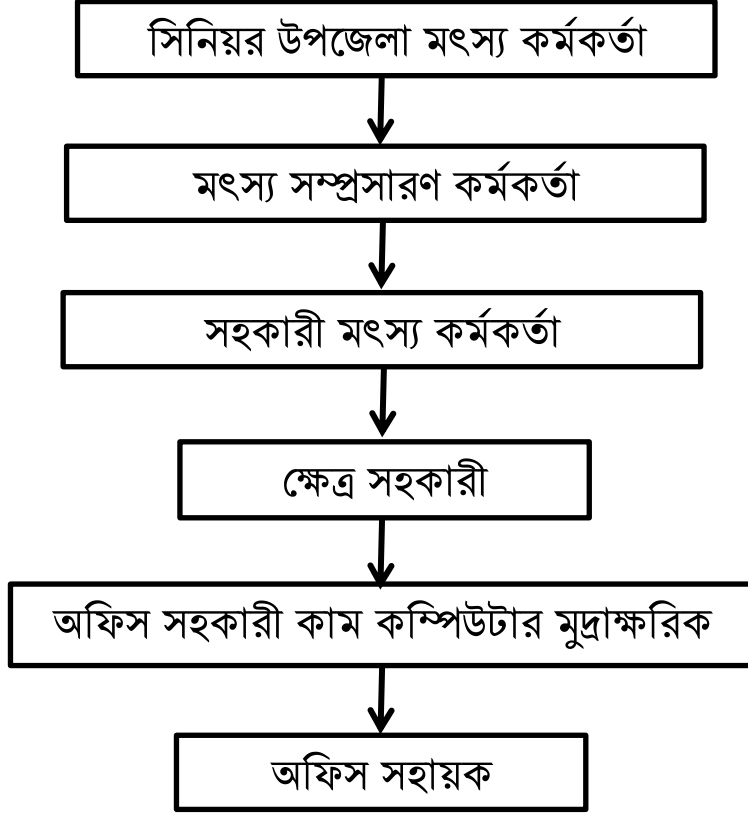 সিনিয়র উপজেলা মৎস্য কর্মকর্তা
মৎস্য সম্প্রসারণ কর্মকর্তা
সহকারী মৎস্য কর্মকর্তা
ক্ষেত্র সহকারী
অফিস সহকারী কাম কম্পিউটার মুদ্রাক্ষরিক
অফিস সহায়ক